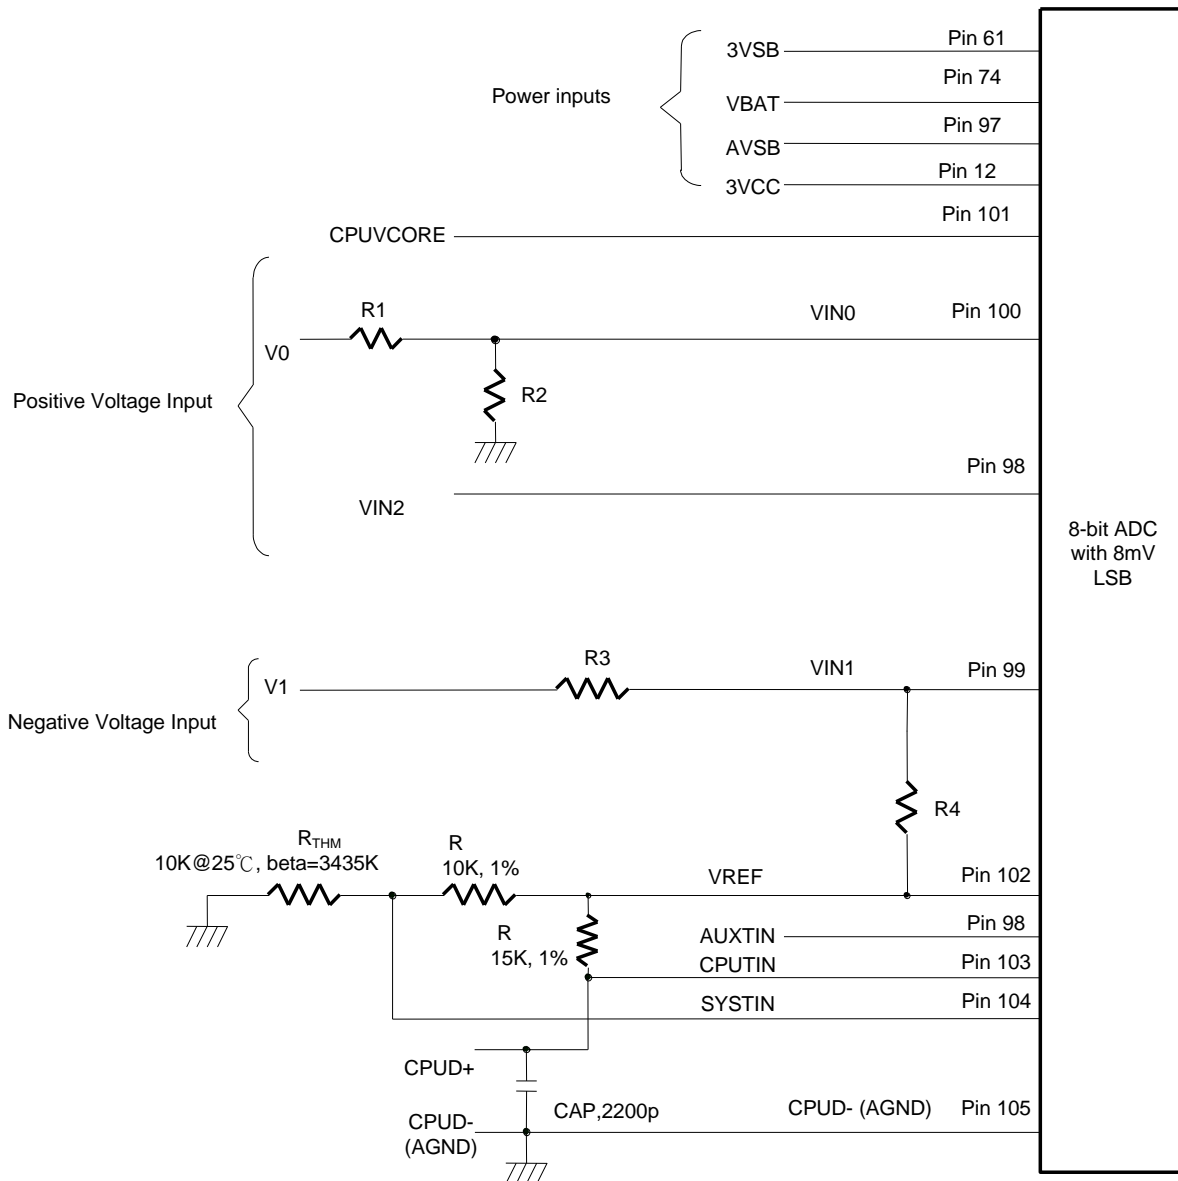 3VSB
Pin 61
Power inputs
VBAT
Pin 74
AVSB
Pin 97
3VCC
Pin 12
CPUVCORE
Pin 101
R1
VIN0
Pin 100
V0
R2
Positive Voltage Input
Pin 98
VIN2
8-bit ADC
with 8mV
LSB
R3
VIN1
Pin 99
V1
Negative Voltage Input
R4
RTHM
10K@25℃, beta=3435K
R
10K, 1%
VREF
Pin 102
R
15K, 1%
AUXTIN
Pin 98
CPUTIN
Pin 103
SYSTIN
Pin 104
CPUD+
CAP,2200p
CPUD-
(AGND)
CPUD- (AGND)
Pin 105